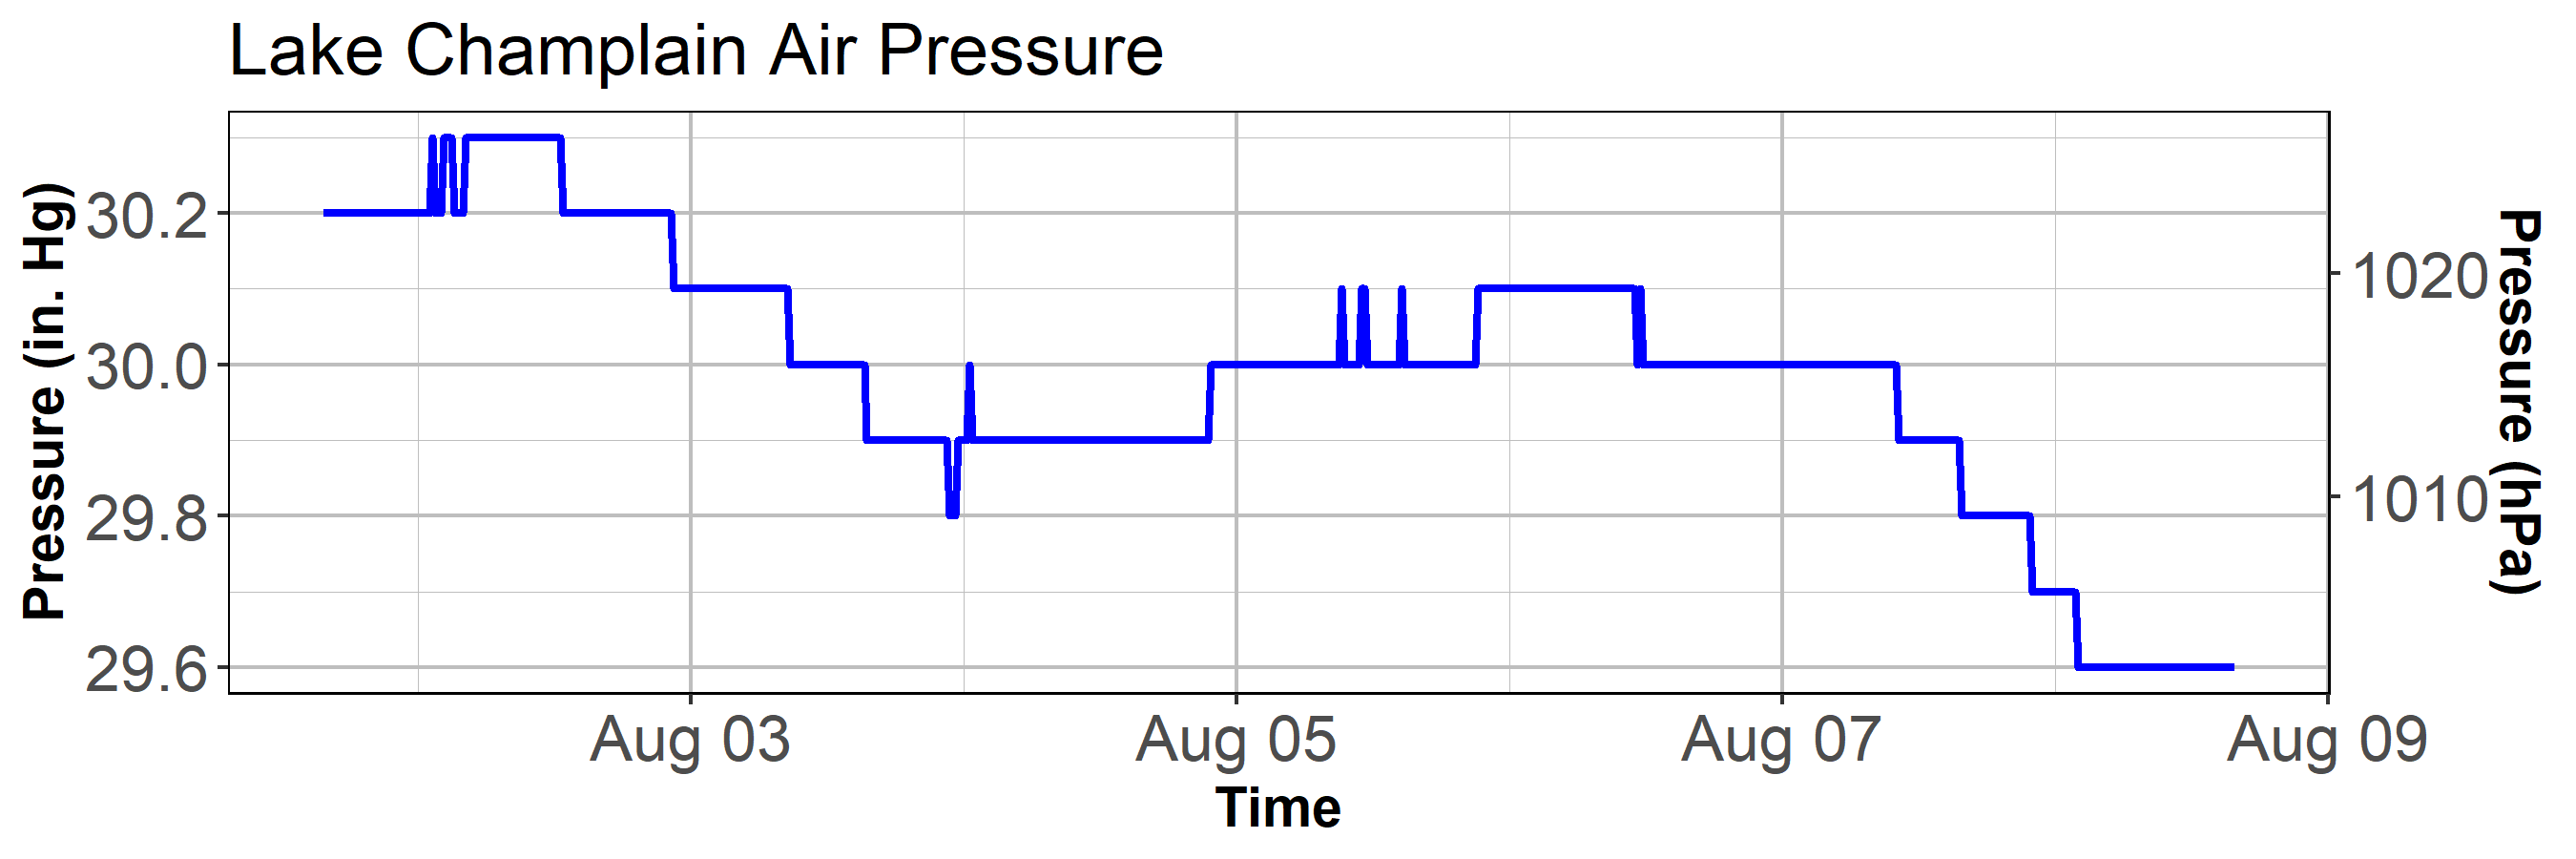 Lake Champlain Air Pressure
Pressure (in. Hg)
30.2
30.0
29.8
29.6
1020
1010
Pressure (hPa)
Aug 03 Aug 05 Aug 07 Aug 09
Time